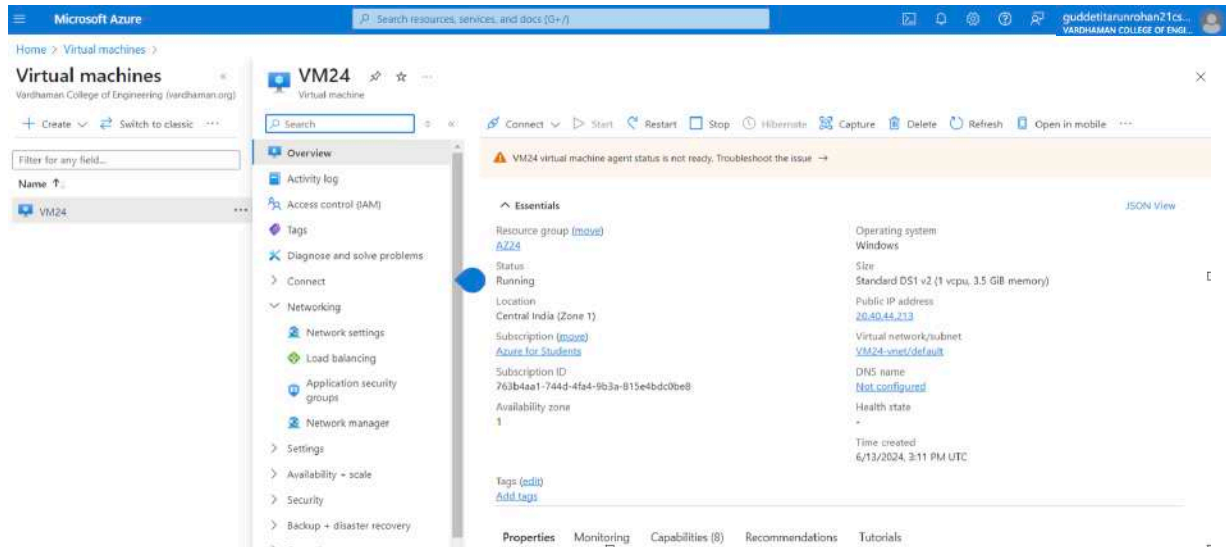 Microsoft Azure
Search resources, services, and docs (G+/)
guddetitarunrohan21cs...
VARDHAMAN COLLEGE OF ENGI...
Home > Virtual machines >
Virtual machines
Vardhaman College of Engineering (vardhaman.org)
+ Create
Switch to classic
...
Filter for any field...
Name ↑
VM24
...
VM24
...
Virtual machine
Search
Overview
Activity log
Access control (IAM)
Tags
Diagnose and solve problems
Connect
Networking
Network settings
Load balancing
Application security
groups
Network manager
Settings
Availability + scale
Security
Backup + disaster recovery
Connect
Start
Restart
Stop
Hibernate
Capture
Delete
Refresh
Open in mobile
...
VM24 virtual machine agent status is not ready. Troubleshoot the issue →
Essentials
JSON View
Resource group (move)
AZ24
Status
Running
Location
Central India (Zone 1)
Subscription (move)
Azure for Students
Subscription ID
763b4aa1-744d-4fa4-9b3a-815e4bdc0be8
Availability zone
1
Operating system
Windows
Size
Standard DS1 v2 (1 vcpu, 3.5 GiB memory)
Public IP address
20.40.44.213
Virtual network/subnet
VM24-vnet/default
DNS name
Not configured
Health state
-
Time created
6/13/2024, 3:11 PM UTC
Tags (edit)
Add tags
Properties
Monitoring
Capabilities (8)
Recommendations
Tutorials